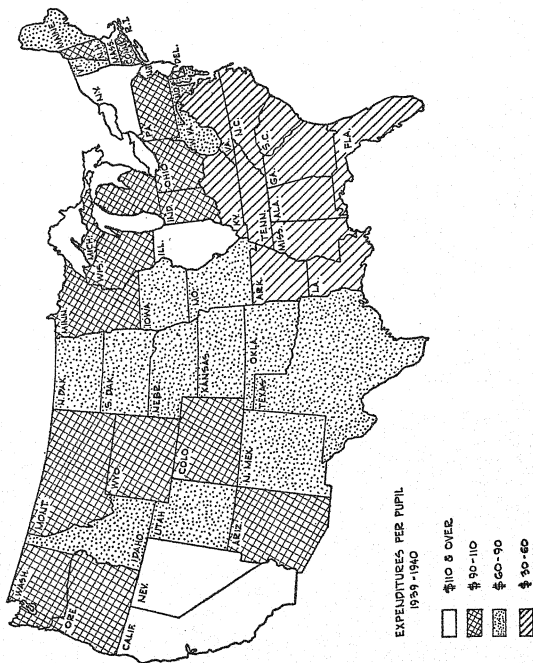 WASH.
ORE.
CALIF.
NEV.
IDAHO
MONT.
WYO.
UTAH
COLO.
ARIZ.
N. MEX.
N. DAK.
S. DAK.
NEBR.
KANSAS
OKLA.
TEXAS
MINN.
IOWA
MO.
ARK.
LA.
WIS.
MICH.
ILL.
IND.
OHIO
KY.
TENN.
MISS.
ALA.
GA.
FLA.
S.C.
N.C.
VA.
W.VA.
PA.
N.Y.
DEL.
R.I.
MAINE
EXPENDITURES PER PUPIL
1939-1940
$110 & OVER
$90-110
$60-90
$30-60